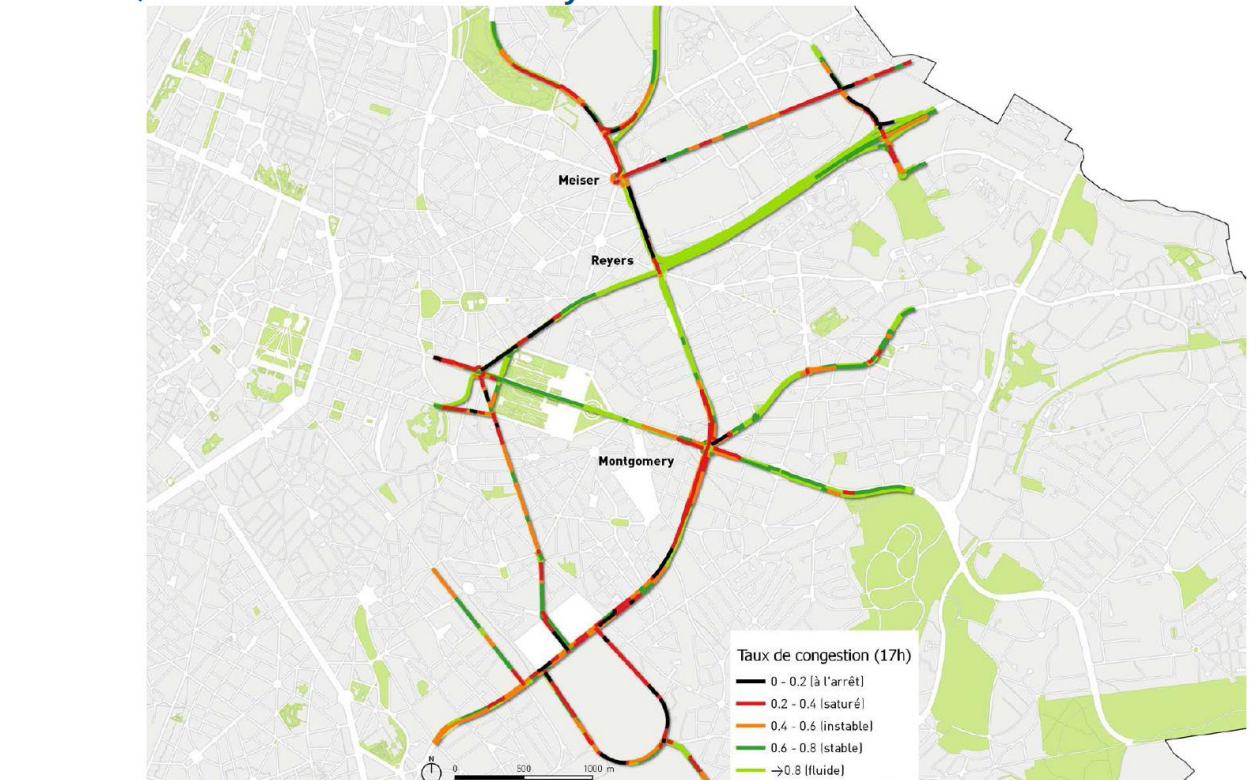 Meiser
Reyers
Montgomery
Taux de congestion (17h)
0 - 0.2 (à l'arrêt)
0.2 - 0.4 (saturé)
0.4 - 0.6 (instable)
0.6 - 0.8 (stable)
->0.8 (fluide)
N
0 500 1000 m